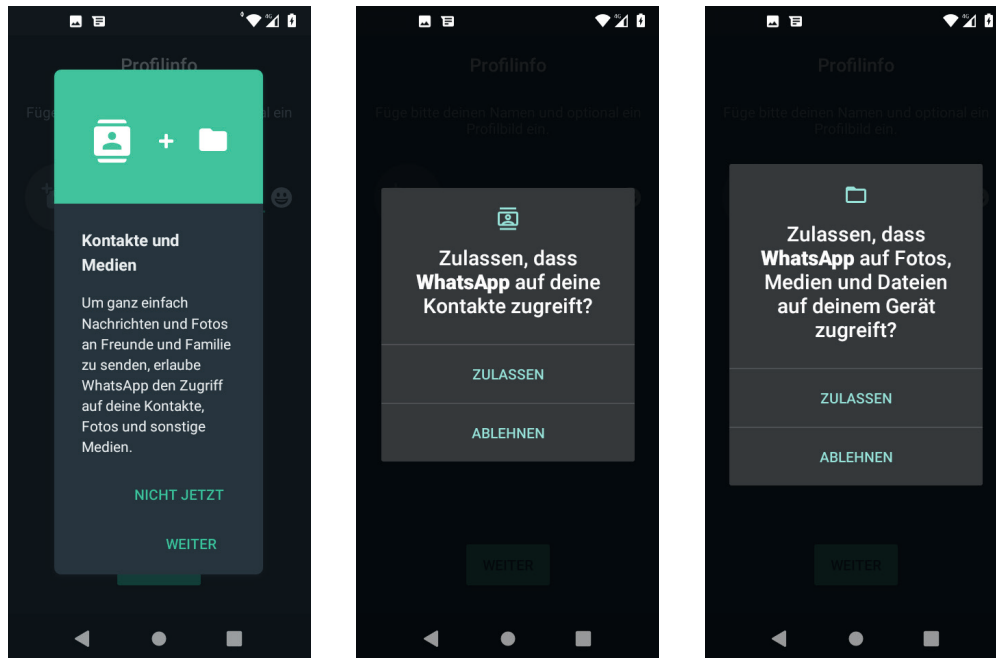 Profilinfo
Füge
l ein
Kontakte und
Medien
Um ganz einfach
Nachrichten und Fotos
an Freunde und Familie
zu senden, erlaube
WhatsApp den Zugriff
auf deine Kontakte,
Fotos und sonstige
Medien.
NICHT JETZT
WEITER
4G
Profilinfo
Füge bitte deinen Namen und optional ein
Profilbild ein.
Zulassen, dass
WhatsApp auf deine
Kontakte zugreift?
ZULASSEN
ABLEHNEN
WEITER
4G
Profilinfo
Füge bitte deinen Namen und optional ein
Profilbild ein.
Zulassen, dass
WhatsApp auf Fotos,
Medien und Dateien
auf deinem Gerät
zugreift?
ZULASSEN
ABLEHNEN
WEITER
4G